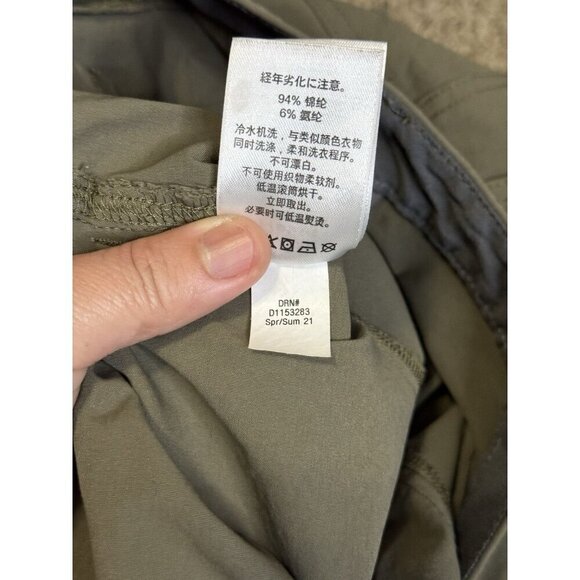 経年劣化に注意。
94% 锦纶
6% 氨纶
冷水机洗，与类似颜色衣物
同时洗涤，柔和洗衣程序。
不可漂白。
不可使用织物柔软剂。
低温滚筒烘干。
立即取出。
必要时可低温熨烫。
DRN#
D1153283
Spr/Sum 21